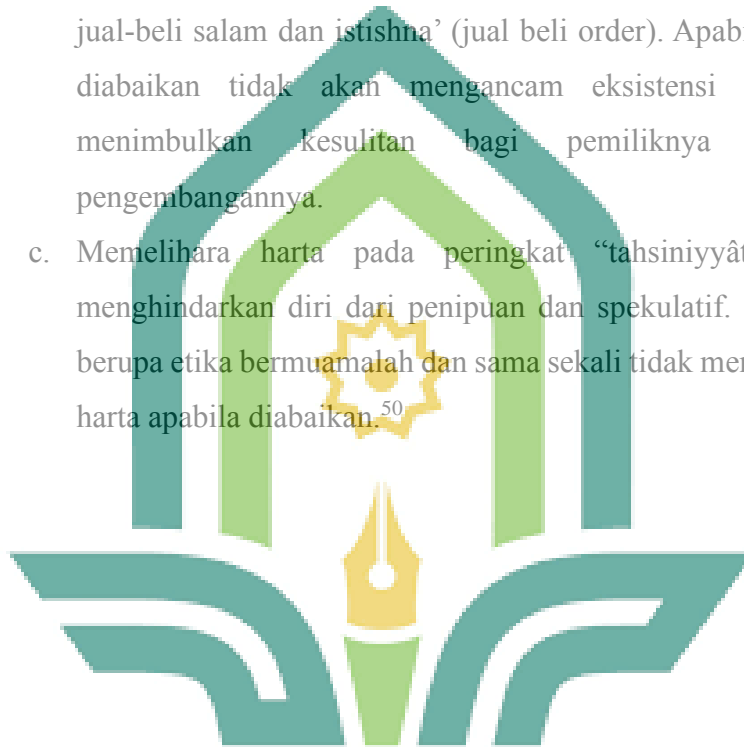 jual-beli salam dan istishna’ (jual beli order). Apabi
diabaikan tidak akan mengancam eksistensi
menimbulkan kesulitan bagi pemiliknya
pengembangannya.
c. Memelihara harta pada peringkat “tahsiniyyât
menghindarkan diri dari penipuan dan spekulatif.
berupa etika bermuamalah dan sama sekali tidak men
harta apabila diabaikan.50